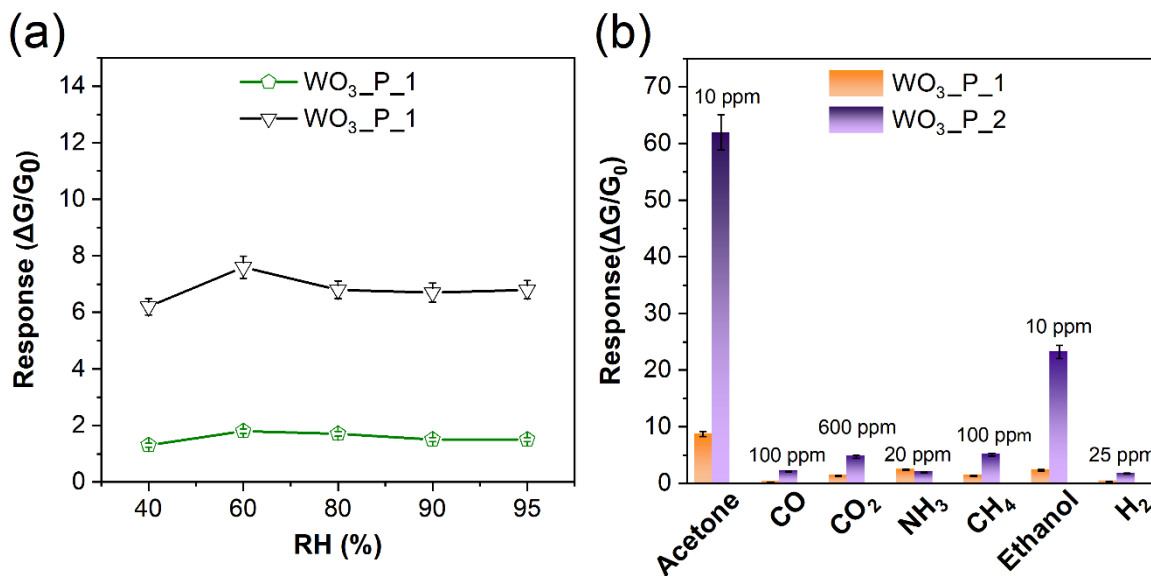 (a)
WO₃_P_1
WO₃_P_1
14
12
10
8
6
4
2
0
Response (ΔG/G0)
40 60 80 90 95
RH (%)
(b)
WO₃_P_1
WO₃_P_2
70
60
50
40
30
20
10
0
Response(ΔG/G₀)
10 ppm
100 ppm
600 ppm
20 ppm
100 ppm
10 ppm
25 ppm
Acetone
CO
CO₂
NH₃
CH₄
Ethanol
H₂